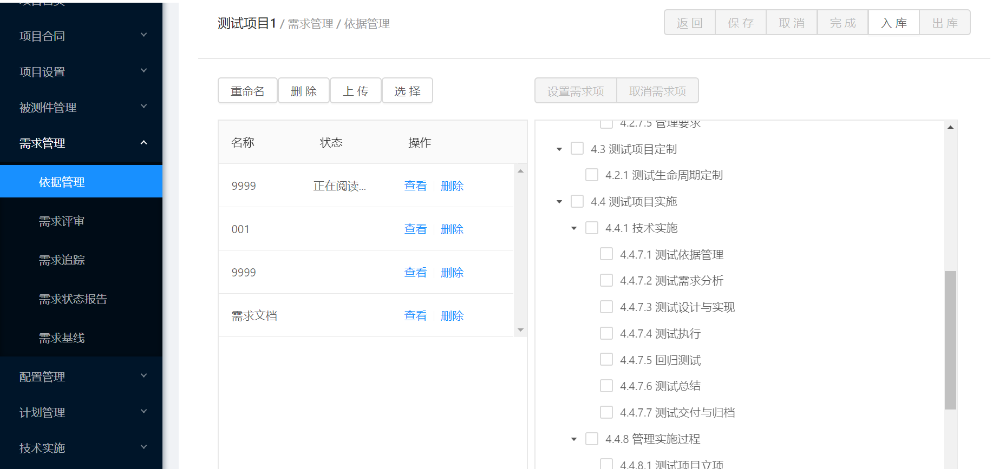 项目首页
项目合同
项目设置
被测件管理
需求管理
依据管理
需求评审
需求追踪
需求状态报告
需求基线
配置管理
计划管理
技术实施
测试项目1 / 需求管理 / 依据管理
返 回 保 存 取 消 完 成 入 库 出 库
重命名 删 除 上 传 选 择
名称 状态 操作
9999 正在阅读... 查看 删除
001 查看 删除
9999 查看 删除
需求文档 查看 删除
设置需求项 取消需求项
4.2.7.5 管理要求
4.3 测试项目定制
4.2.1 测试生命周期定制
4.4 测试项目实施
4.4.1 技术实施
4.4.7.1 测试依据管理
4.4.7.2 测试需求分析
4.4.7.3 测试设计与实现
4.4.7.4 测试执行
4.4.7.5 回归测试
4.4.7.6 测试总结
4.4.7.7 测试交付与归档
4.4.8 管理实施过程
4.4.8.1 测试项目立项